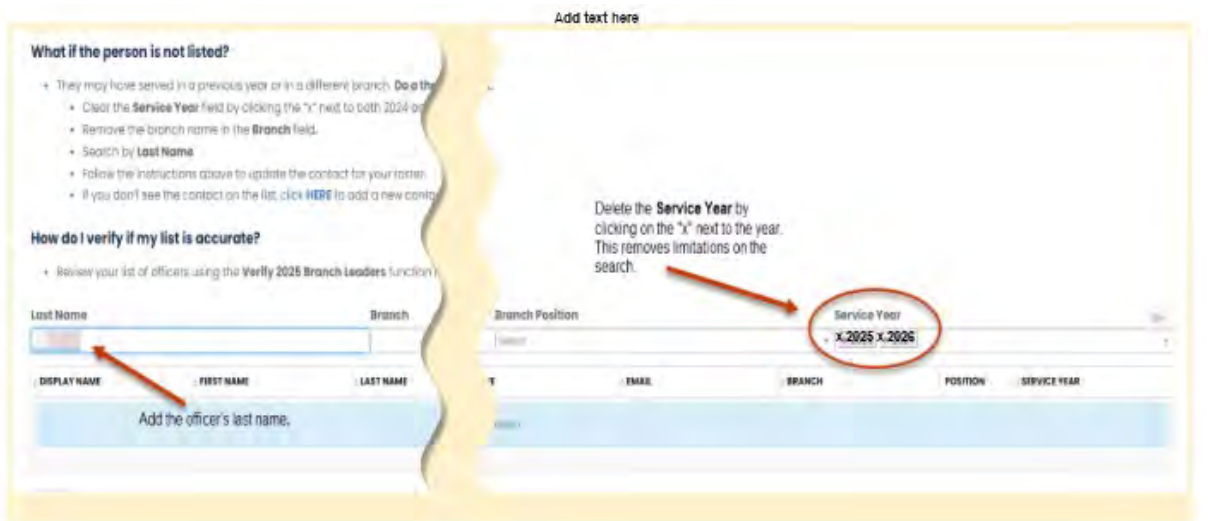 Add text here
What if the person is not listed?
They may have served in a previous year or in a different branch. Do a the
Clear the Service Year field by clicking the "x" next to both 2024 an
Remove the branch name in the Branch field.
Search by Last Name
Follow the instructions above to update the contact for your roster.
If you don't see the contact on the list, click HERE to add a new conta
Delete the Service Year by
clicking on the "x" next to the year.
This removes limitations on the
search.
How do I verify if my list is accurate?
Review your list of officers using the Verify 2025 Branch Leaders function
Last Name Branch Branch Position Service Year
x 2025 x 2026
DISPLAY NAME FIRST NAME LAST NAME EMAIL BRANCH POSITION SERVICE YEAR
Add the officer's last name.